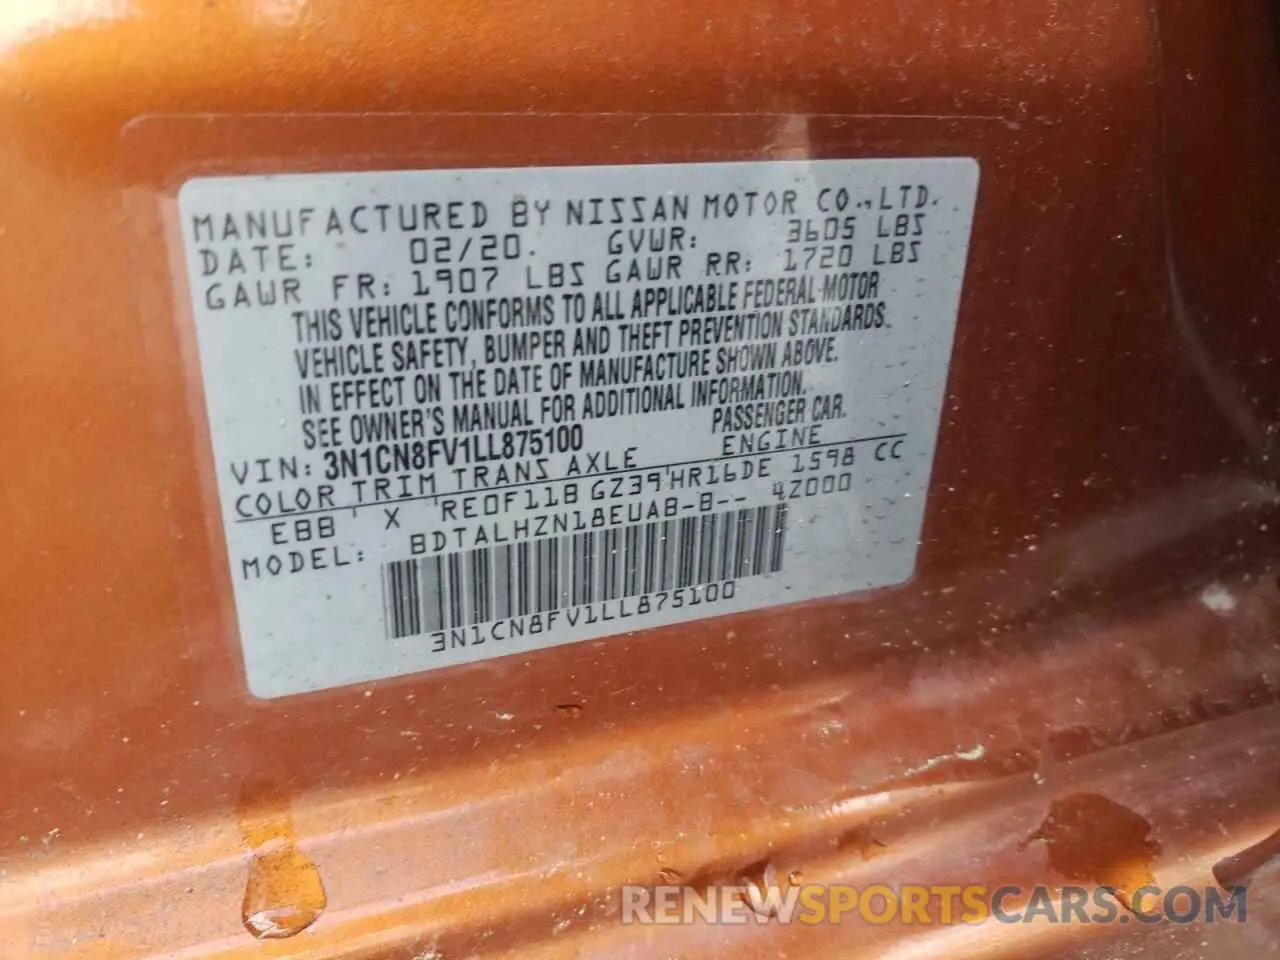 MANUFACTURED BY NISSAN MOTOR CO.,LTD.
DATE: 02/20. GVWR: 3605 LBS
GAWR FR: 1907 LBS GAWR RR: 1720 LBS
THIS VEHICLE CONFORMS TO ALL APPLICABLE FEDERAL MOTOR
VEHICLE SAFETY, BUMPER AND THEFT PREVENTION STANDARDS.
IN EFFECT ON THE DATE OF MANUFACTURE SHOWN ABOVE.
SEE OWNER'S MANUAL FOR ADDITIONAL INFORMATION.
VIN: 3N1CN8FV1LL875100 PASSENGER CAR.
COLOR TRIM TRANS AXLE ENGINE
EBB ' X 'RE0F11B GZ39'HR16DE 1598 CC
MODEL: BDTALHZN18EUAB-B-- 4Z000
3N1CN8FV1LL875100
RENEWSPORTSCARS.COM